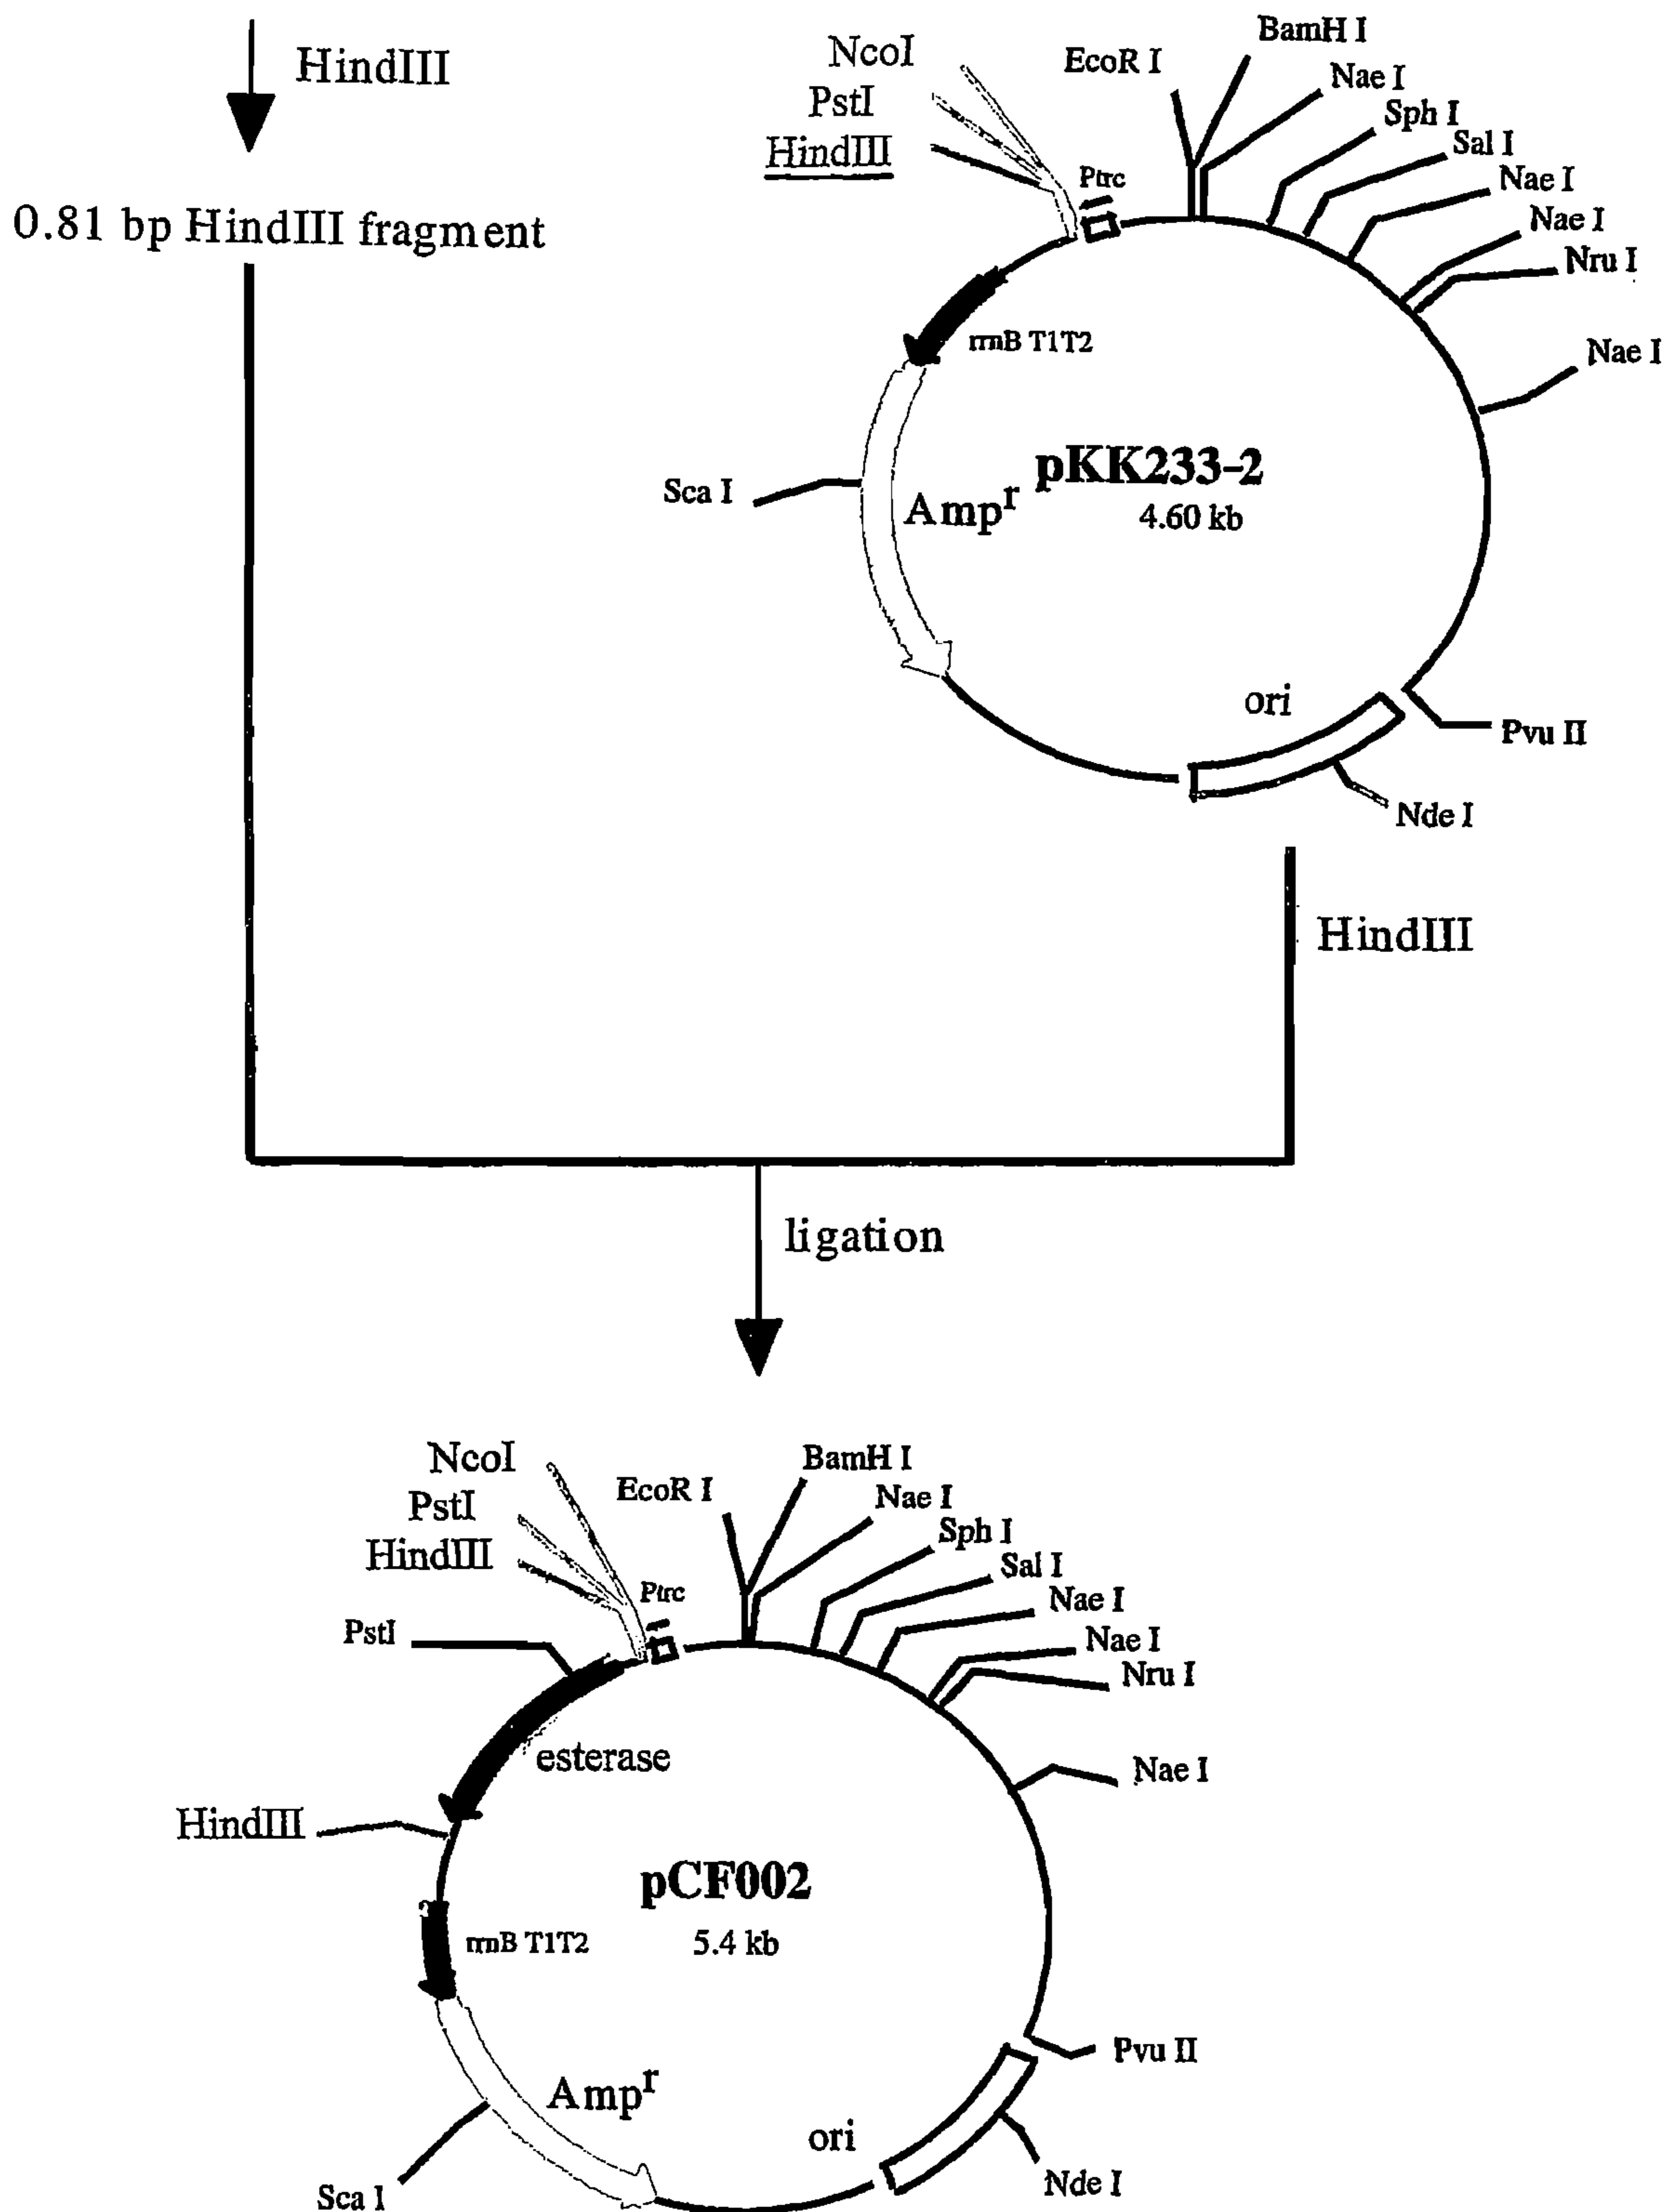 HindIII
0.81 bp HindIII fragment
NcoI
PstI
HindIII
Ptrc
EcoR I
BamH I
Nae I
Sph I
Sal I
Nae I
Nae I
Nru I
Nae I
rrnB T1T2
pKK233-2
4.60 kb
Sca I
Ampr
ori
Pvu II
Nde I
HindIII
ligation
NcoI
PstI
HindIII
PstI
Ptrc
EcoR I
BamH I
Nae I
Sph I
Sal I
Nae I
Nae I
Nru I
Nae I
esterase
HindIII
pCF002
5.4 kb
rrnB T1T2
Ampr
ori
Pvu II
Nde I
Sca I